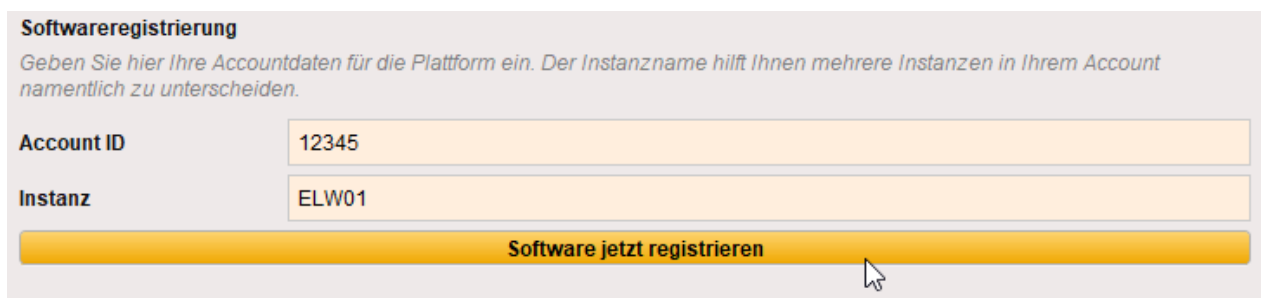 Softwareregistrierung
Geben Sie hier Ihre Accountdaten für die Plattform ein. Der Instanzname hilft Ihnen mehrere Instanzen in Ihrem Account
namentlich zu unterscheiden.
Account ID 12345
Instanz ELW01
Software jetzt registrieren